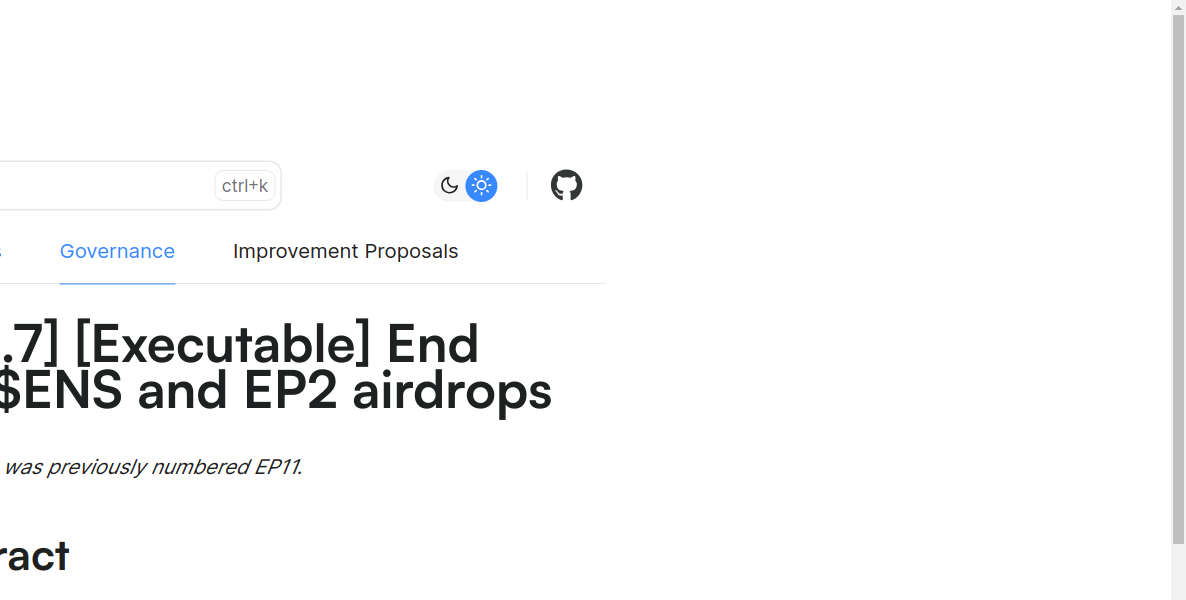 ctrl+k
Governance
Improvement Proposals
.7] [Executable] End
$ENS and EP2 airdrops
was previously numbered EP11.
ract